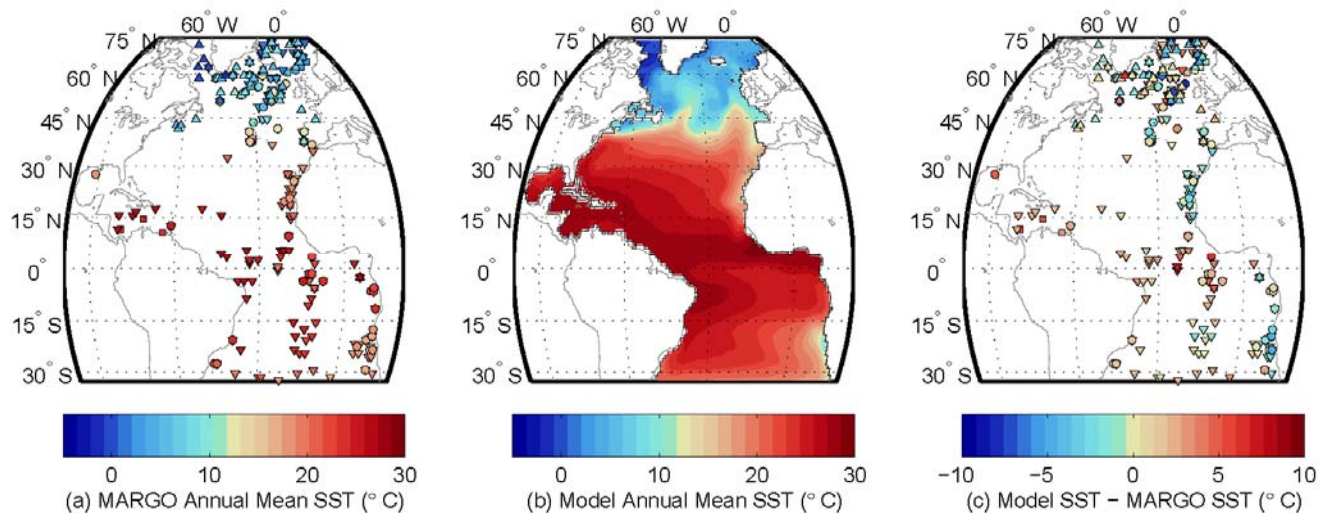 60° W 0°
75° N
60° N
45° N
30° N
15° N
0°
15° S
30° S
0 10 20 30
(a) MARGO Annual Mean SST (° C)
60° W 0°
75° N
60° N
45° N
30° N
15° N
0°
15° S
30° S
0 10 20 30
(b) Model Annual Mean SST (° C)
60° W 0°
75° N
60° N
45° N
30° N
15° N
0°
15° S
30° S
−10 −5 0 5 10
(c) Model SST − MARGO SST (° C)